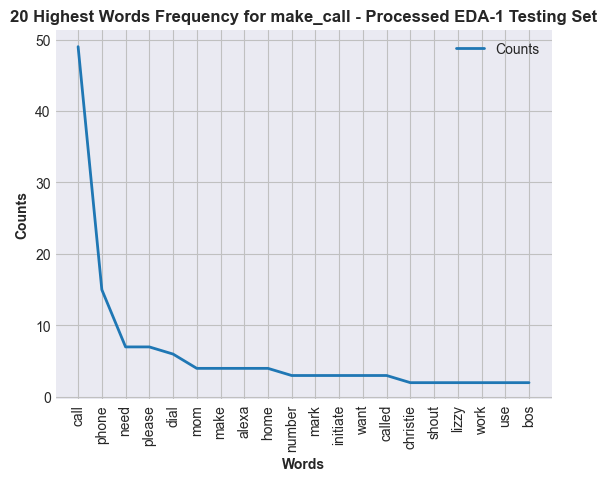 20 Highest Words Frequency for make_call - Processed EDA-1 Testing Set
Counts
50
40
30
20
10
0
Counts
call
phone
need
please
dial
mom
make
alexa
home
number
mark
initiate
want
called
christie
shout
lizzy
work
use
bos
Words